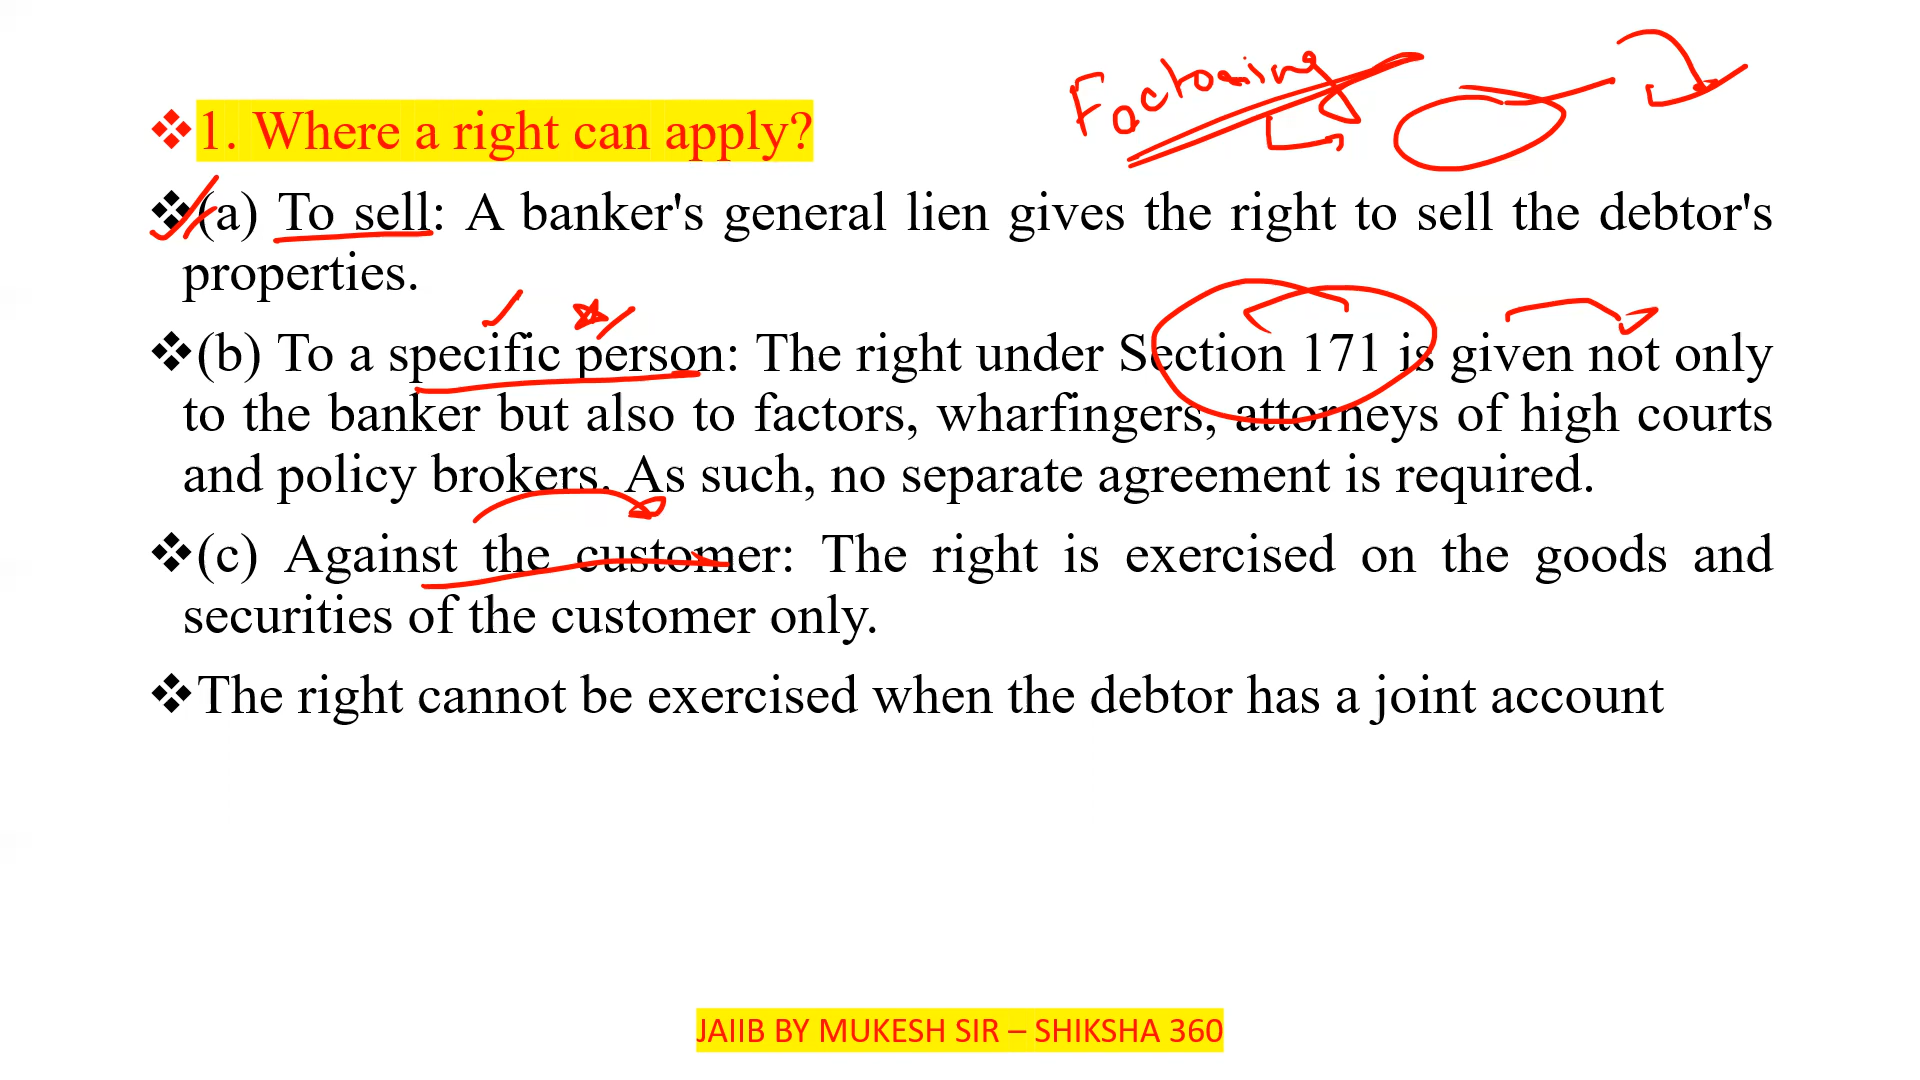 Factoring
❖1. Where a right can apply?
❖(a) To sell: A banker's general lien gives the right to sell the debtor's
properties.
❖(b) To a specific person: The right under Section 171 is given not only
to the banker but also to factors, wharfingers, attorneys of high courts
and policy brokers. As such, no separate agreement is required.
❖(c) Against the customer: The right is exercised on the goods and
securities of the customer only.
❖The right cannot be exercised when the debtor has a joint account
JAIIB BY MUKESH SIR – SHIKSHA 360